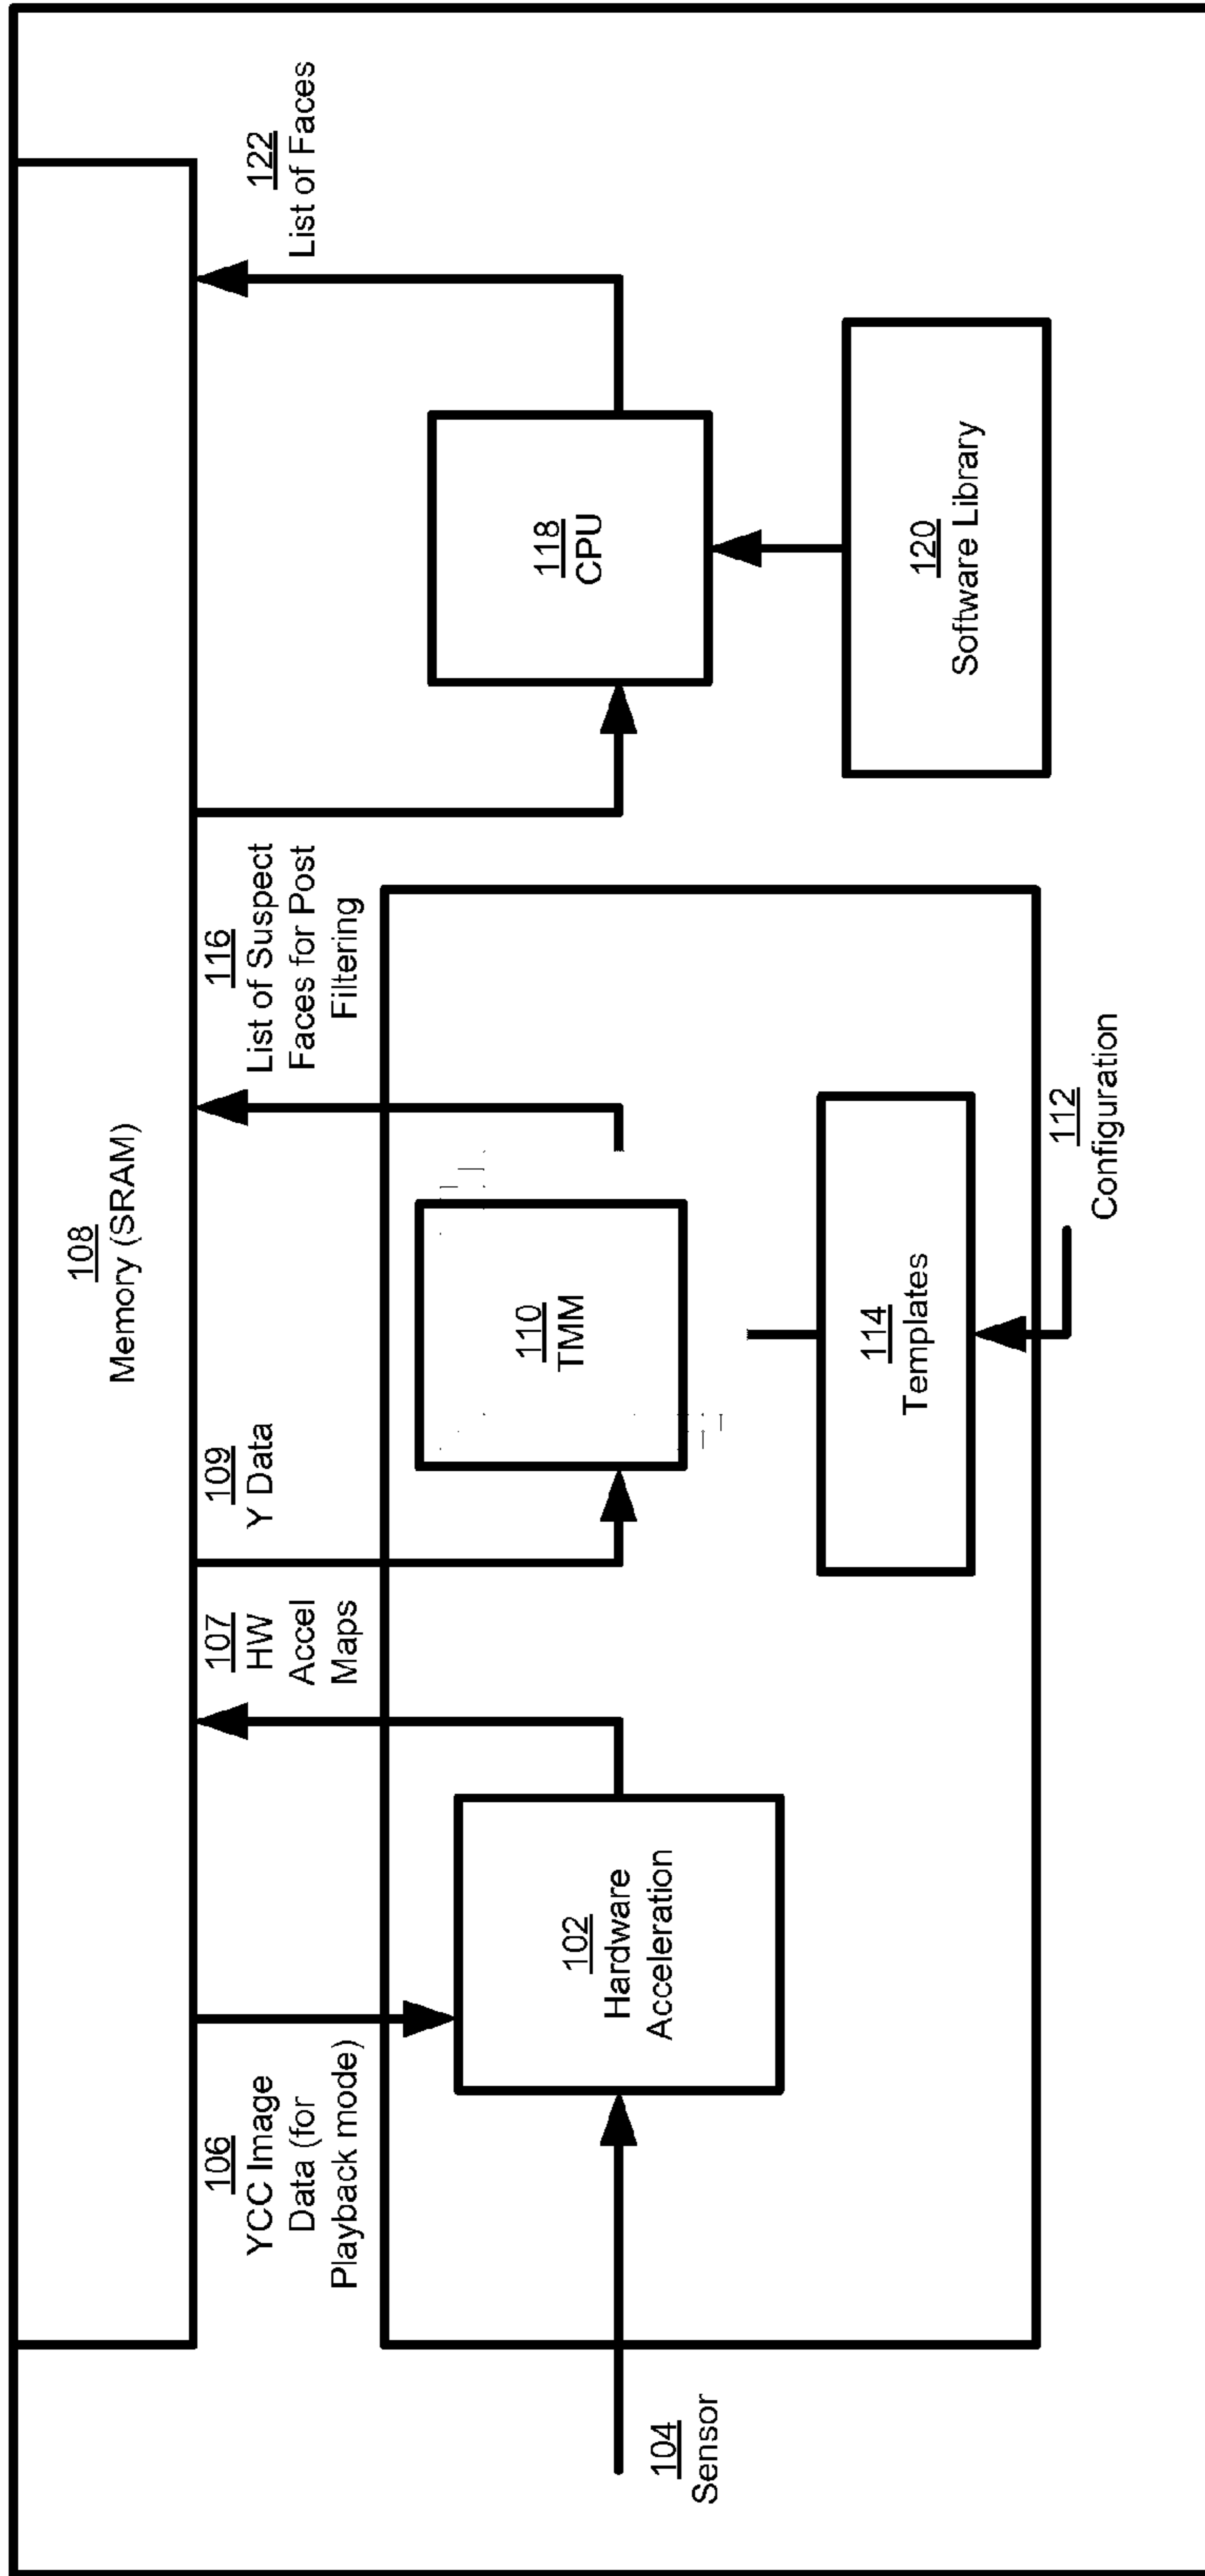 108
Memory (SRAM)
106
YCC Image
Data (for
Playback mode)
107
HW
Accel
Maps
109
Y Data
116
List of Suspect
Faces for Post
Filtering
122
List of Faces
104
Sensor
102
Hardware
Acceleration
110
TMM
118
CPU
114
Templates
120
Software Library
112
Configuration